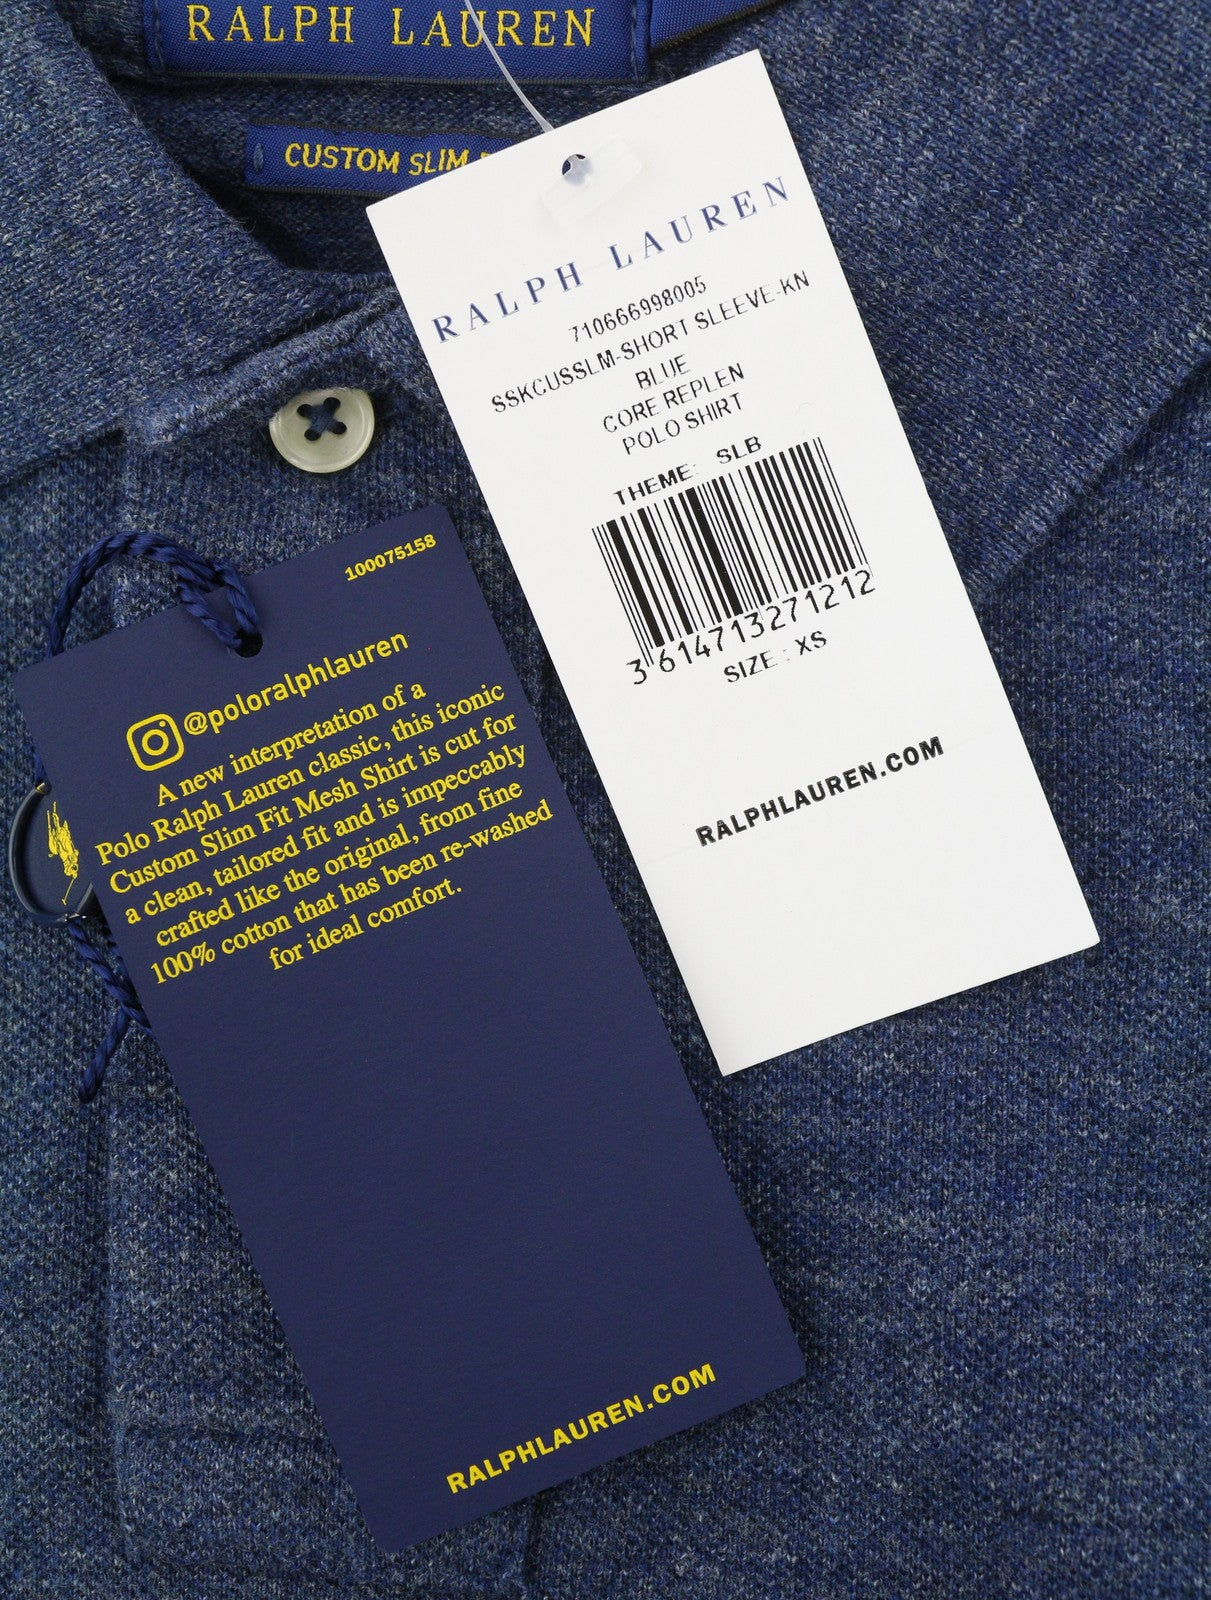 RALPH LAUREN
CUSTOM SLIM
RALPH LAUREN
710666998005
SSKCUSSLM-SHORT SLEEVE-KN
BLUE
CORE REPLEN
POLO SHIRT
THEME: SLB
3 614713 271212
SIZE : XS
RALPHLAUREN.COM
100075158
@poloralphlauren
A new interpretation of a
Polo Ralph Lauren classic, this iconic
Custom Slim Fit Mesh Shirt is cut for
a clean, tailored fit and is impeccably
crafted like the original, from fine
100% cotton that has been re-washed
for ideal comfort.
RALPHLAUREN.COM